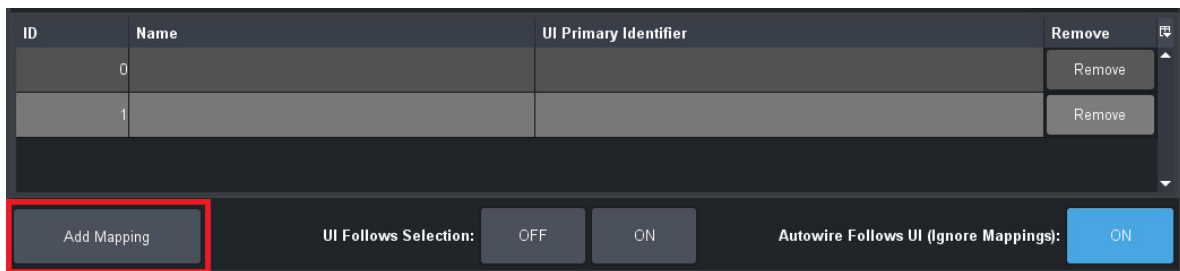 ID Name UI Primary Identifier Remove
0 Remove
1 Remove
Add Mapping UI Follows Selection: OFF ON Autowire Follows UI (Ignore Mappings): ON